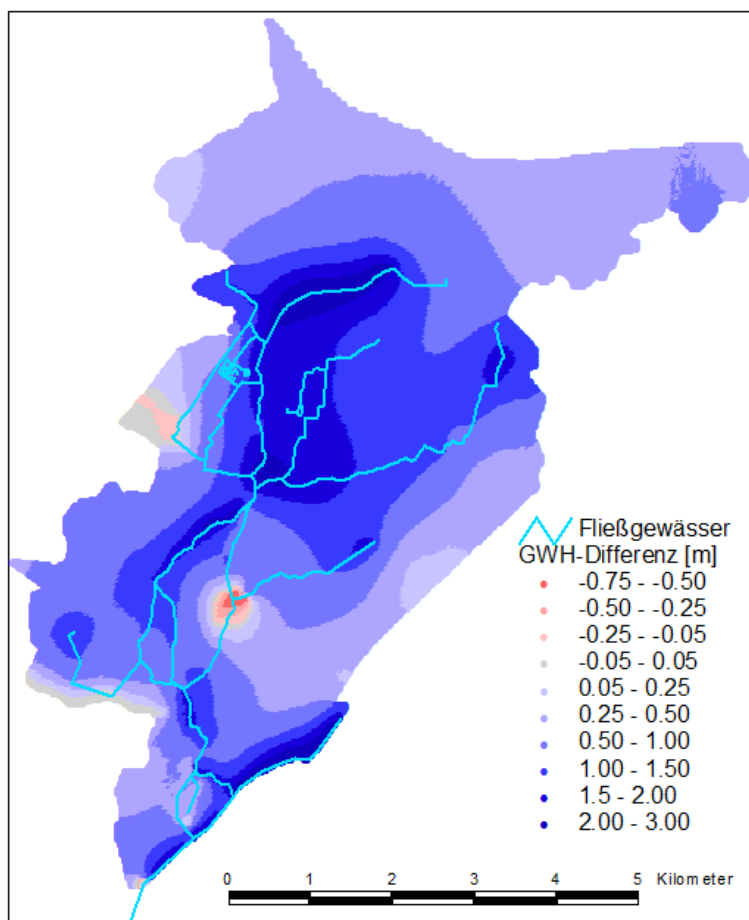 Fließgewässer
GWH-Differenz [m]
-0.75 - -0.50
-0.50 - -0.25
-0.25 - -0.05
-0.05 - 0.05
0.05 - 0.25
0.25 - 0.50
0.50 - 1.00
1.00 - 1.50
1.5 - 2.00
2.00 - 3.00
0 1 2 3 4 5 Kilometer